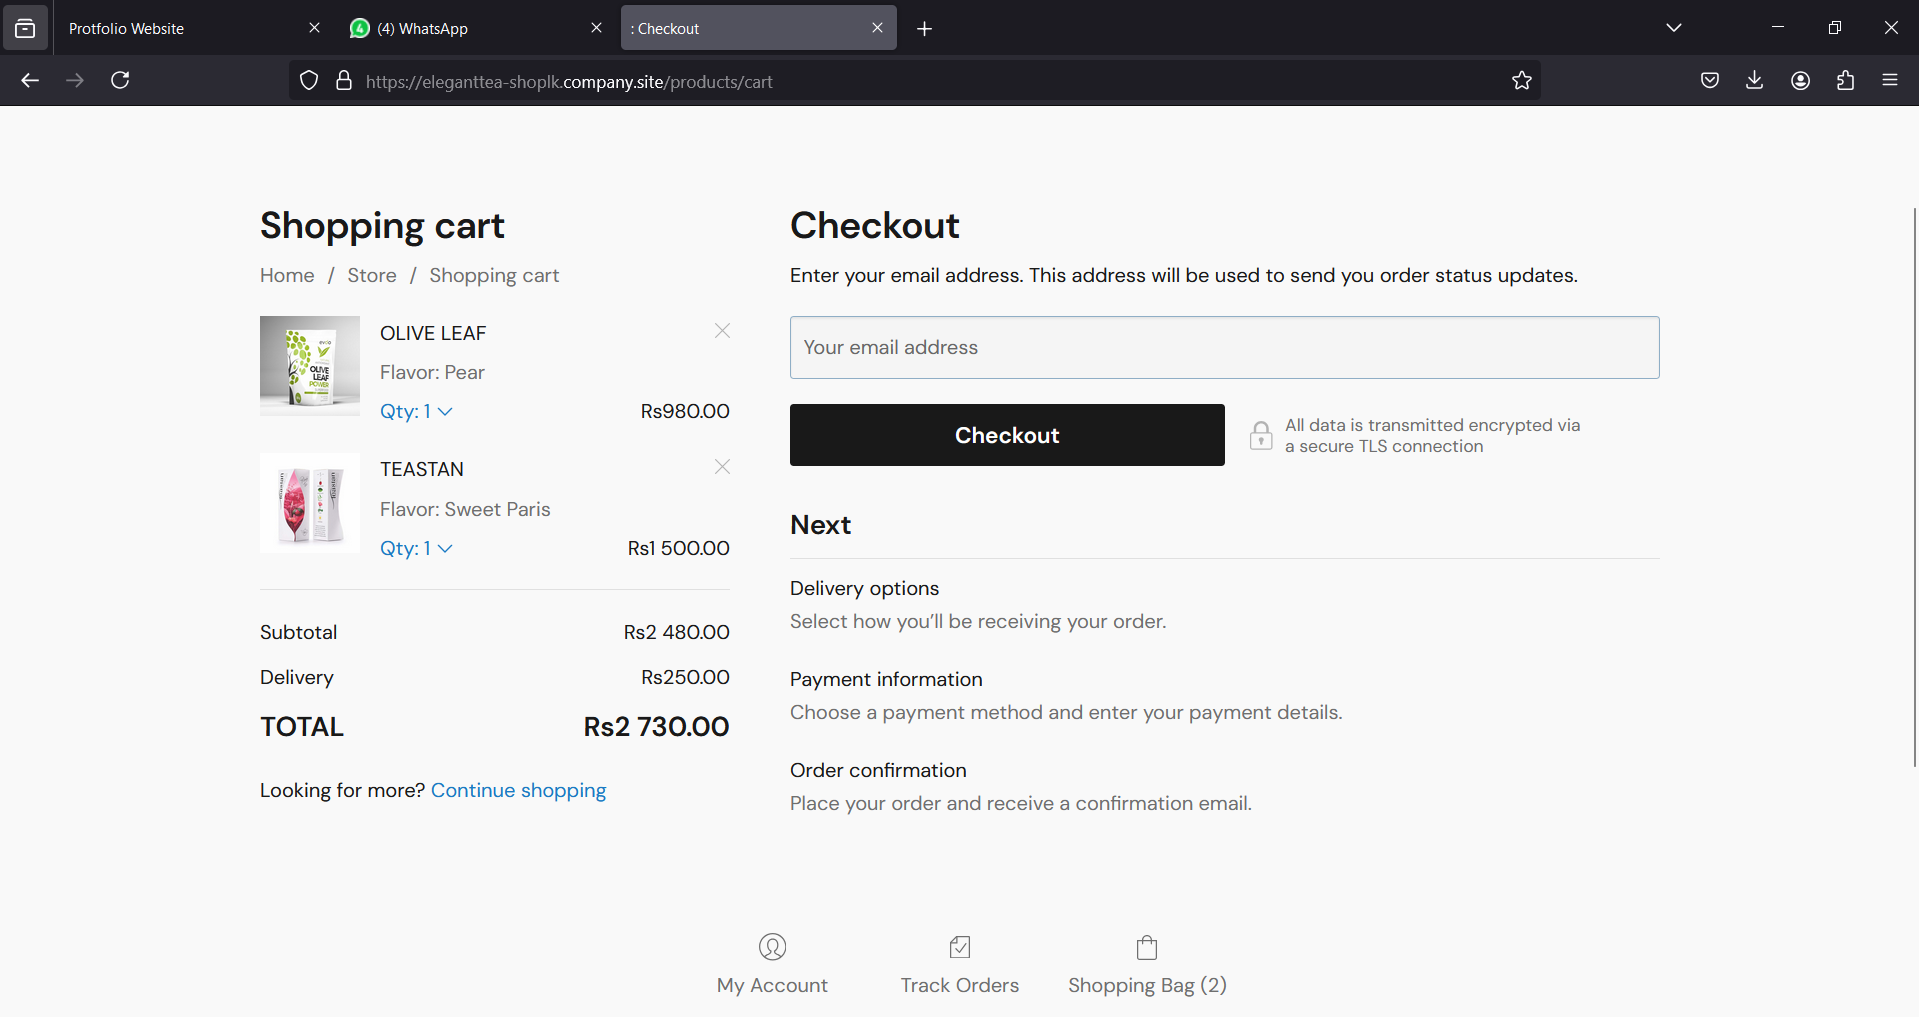 Protfolio Website
4
(4) WhatsApp
: Checkout
https://eleganttea-shoplk.company.site/products/cart
Shopping cart
Home / Store / Shopping cart
OLIVE LEAF
Flavor: Pear
Qty: 1
Rs980.00
OLIVE
LEAF
POWER
TEASTAN
Flavor: Sweet Paris
Qty: 1
Rs1 500.00
Subtotal
Rs2 480.00
Delivery
Rs250.00
TOTAL
Rs2 730.00
Looking for more? Continue shopping
Checkout
Enter your email address. This address will be used to send you order status updates.
Your email address
Checkout
All data is transmitted encrypted via
a secure TLS connection
Next
Delivery options
Select how you’ll be receiving your order.
Payment information
Choose a payment method and enter your payment details.
Order confirmation
Place your order and receive a confirmation email.
My Account
Track Orders
Shopping Bag (2)